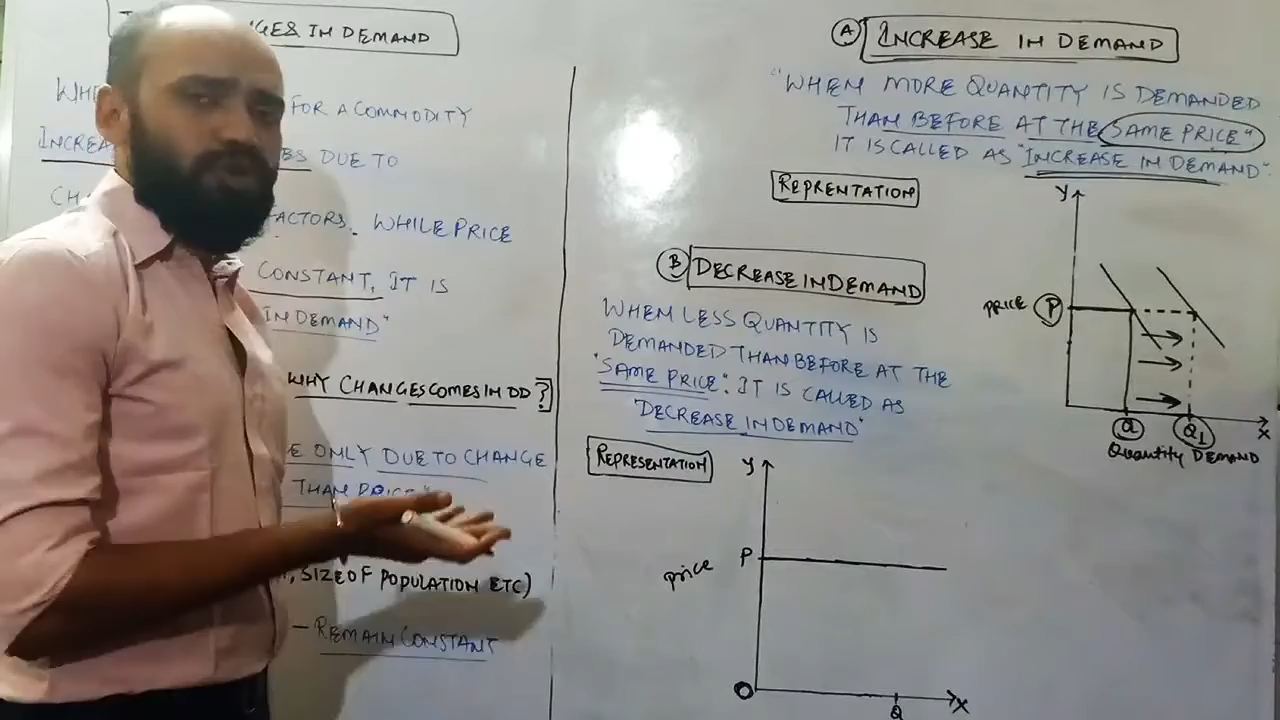 GES IN DEMAND
WHE
FOR A COMMODITY
INCREA
ES DUE TO
CH
FACTORS. WHILE PRICE
CONSTANT, IT IS
IN DEMAND"
WHY CHANGES COMES IN DD?
E ONLY DUE TO CHANGE
THAN PRICE"
, SIZE OF POPULATION ETC)
- REMAIN CONSTANT
A INCREASE IN DEMAND
"WHEN MORE QUANTITY IS DEMANDED
THAN BEFORE AT THE SAME PRICE"
IT IS CALLED AS "INCREASE IN DEMAND".
REPRENTATION
Y
PRICE P
Q Q1 X
Quantity DEMAND
B DECREASE IN DEMAND
WHEN LESS QUANTITY IS
DEMANDED THAN BEFORE AT THE
"SAME PRICE". IT IS CALLED AS
"DECREASE IN DEMAND"
REPRESENTATION
Y
price P
O Q X